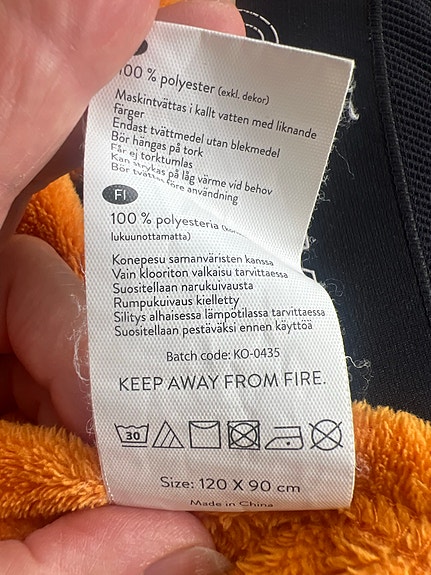 100 % polyester (exkl. dekor)
Maskintvättas i kallt vatten med liknande
färger
Endast tvättmedel utan blekmedel
Bör hängas på tork
Får ej torktumlas
Kan strykas på låg värme vid behov
Bör tvättas före användning
FI
100 % polyesteria
lukuunottamatta)
Konepesu samanväristen kanssa
Vain klooriton valkaisu tarvittaessa
Suositellaan narukuivausta
Rumpukuivaus kielletty
Silitys alhaisessa lämpötilassa tarvittaessa
Suositellaan pestäväksi ennen käyttöä
Batch code: KO-0435
KEEP AWAY FROM FIRE.
30
Size: 120 X 90 cm
Made in China